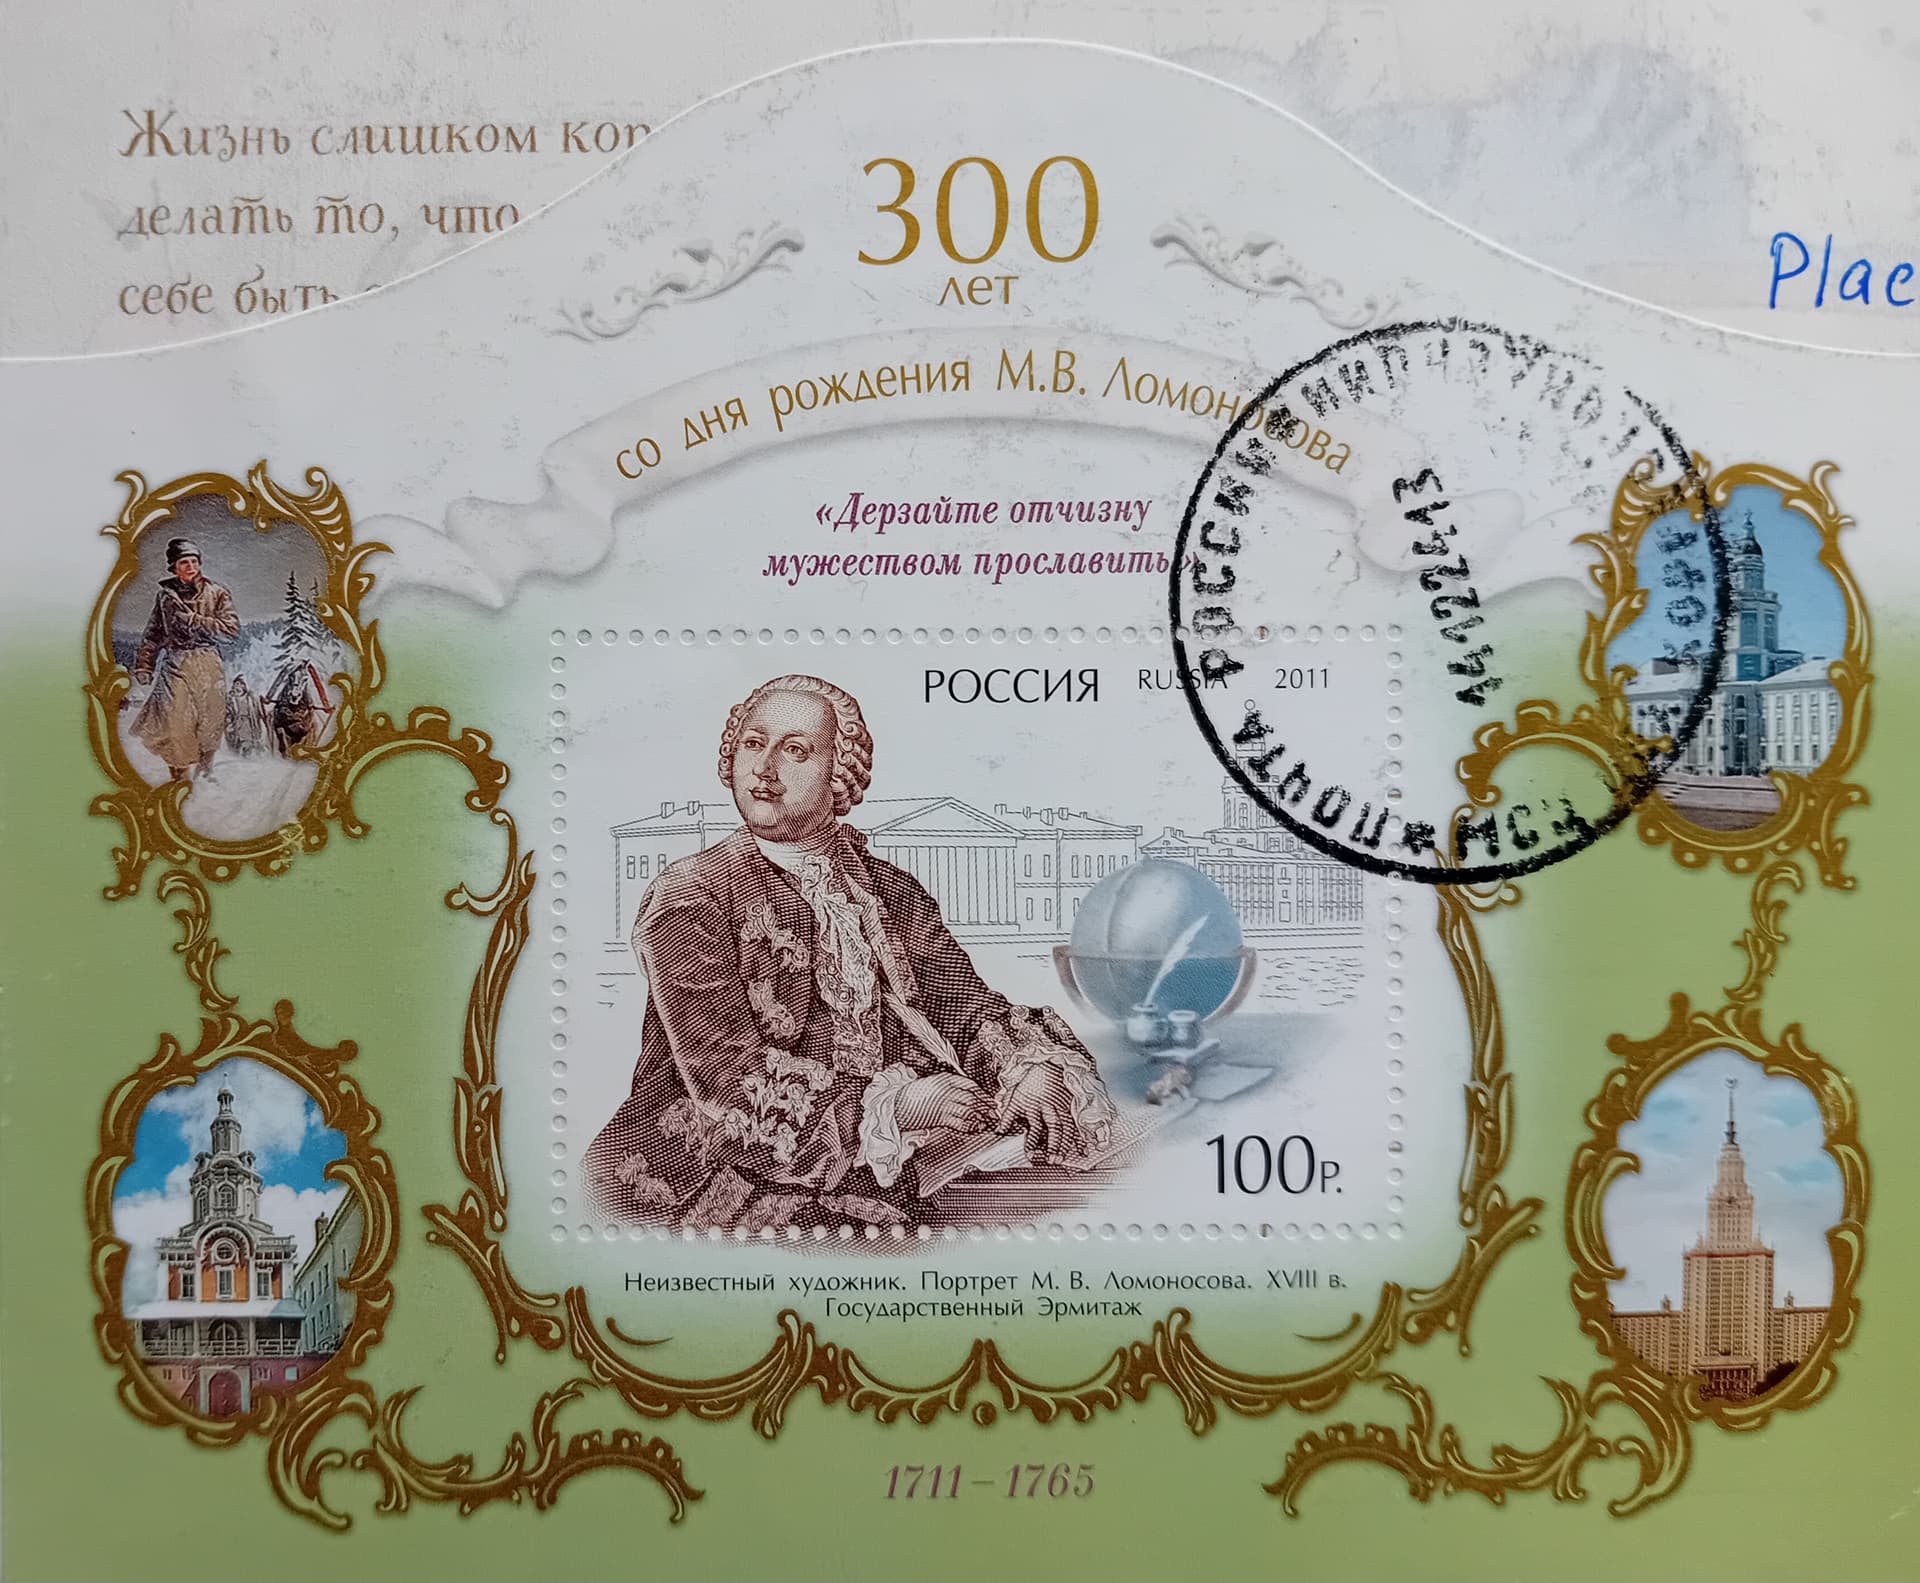 Жизнь слишком кор
делать то, что
себе быть
Plac
300
лет
со дня рождения М.В. Ломоносова
«Дерзайте отчизну
мужеством прославить»
РОССИЯ RUSSIA 2011
100Р.
Неизвестный художник. Портрет М. В. Ломоносова. XVIII в.
Государственный Эрмитаж
1711–1765
ПОЧТА РОССИИ